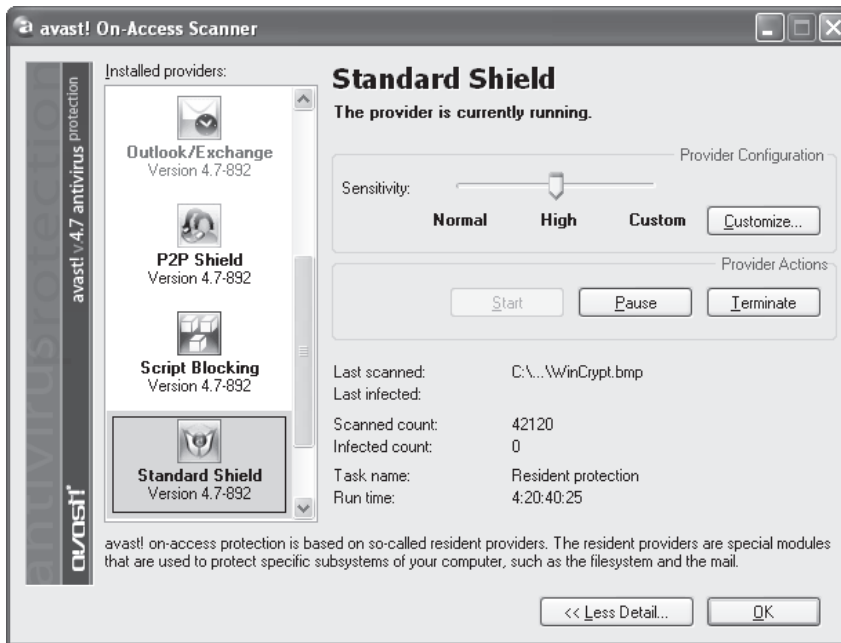 avast! On-Access Scanner
antivirusrotection
avast! v.4.7 antivirus protection
avast!
Installed providers:
Outlook/Exchange
Version 4.7-892
P2P Shield
Version 4.7-892
Script Blocking
Version 4.7-892
Standard Shield
Version 4.7-892
Standard Shield
The provider is currently running.
Provider Configuration
Sensitivity:
Normal High Custom
Customize...
Provider Actions
Start Pause Terminate
Last scanned: C:\...\WinCrypt.bmp
Last infected:
Scanned count: 42120
Infected count: 0
Task name: Resident protection
Run time: 4:20:40:25
avast! on-access protection is based on so-called resident providers. The resident providers are special modules
that are used to protect specific subsystems of your computer, such as the filesystem and the mail.
<< Less Detail... OK